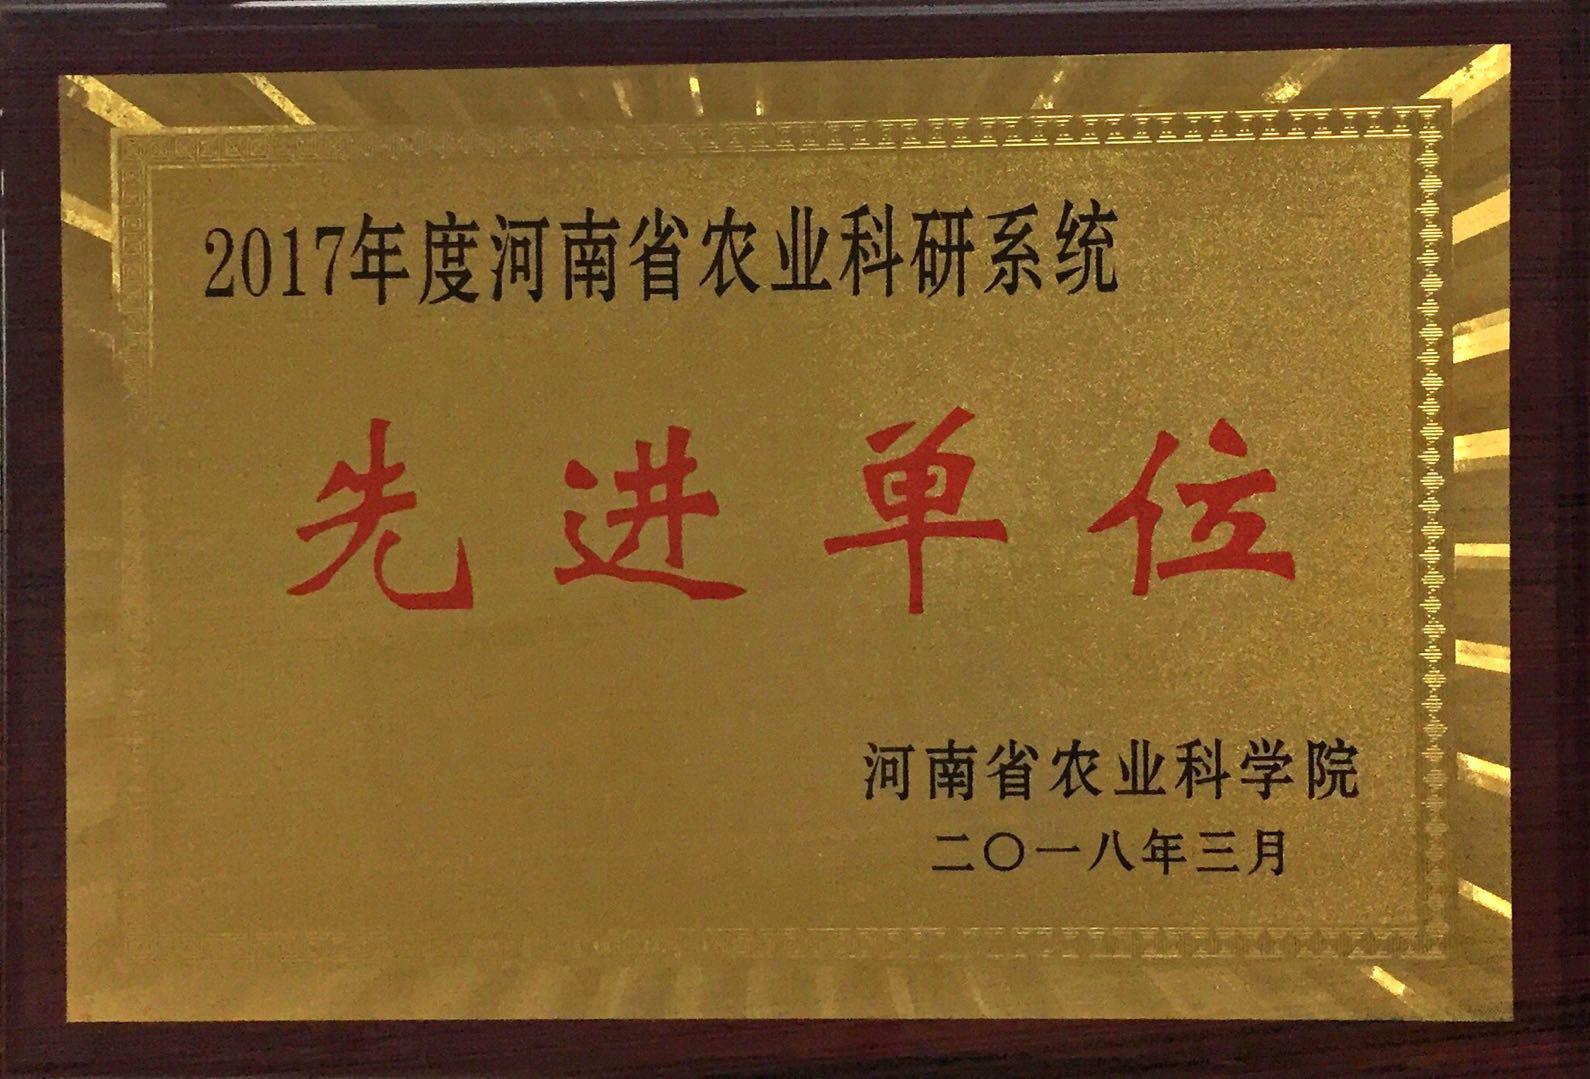 2017年度河南省农业科研系统
先进单位
河南省农业科学院
二〇一八年三月